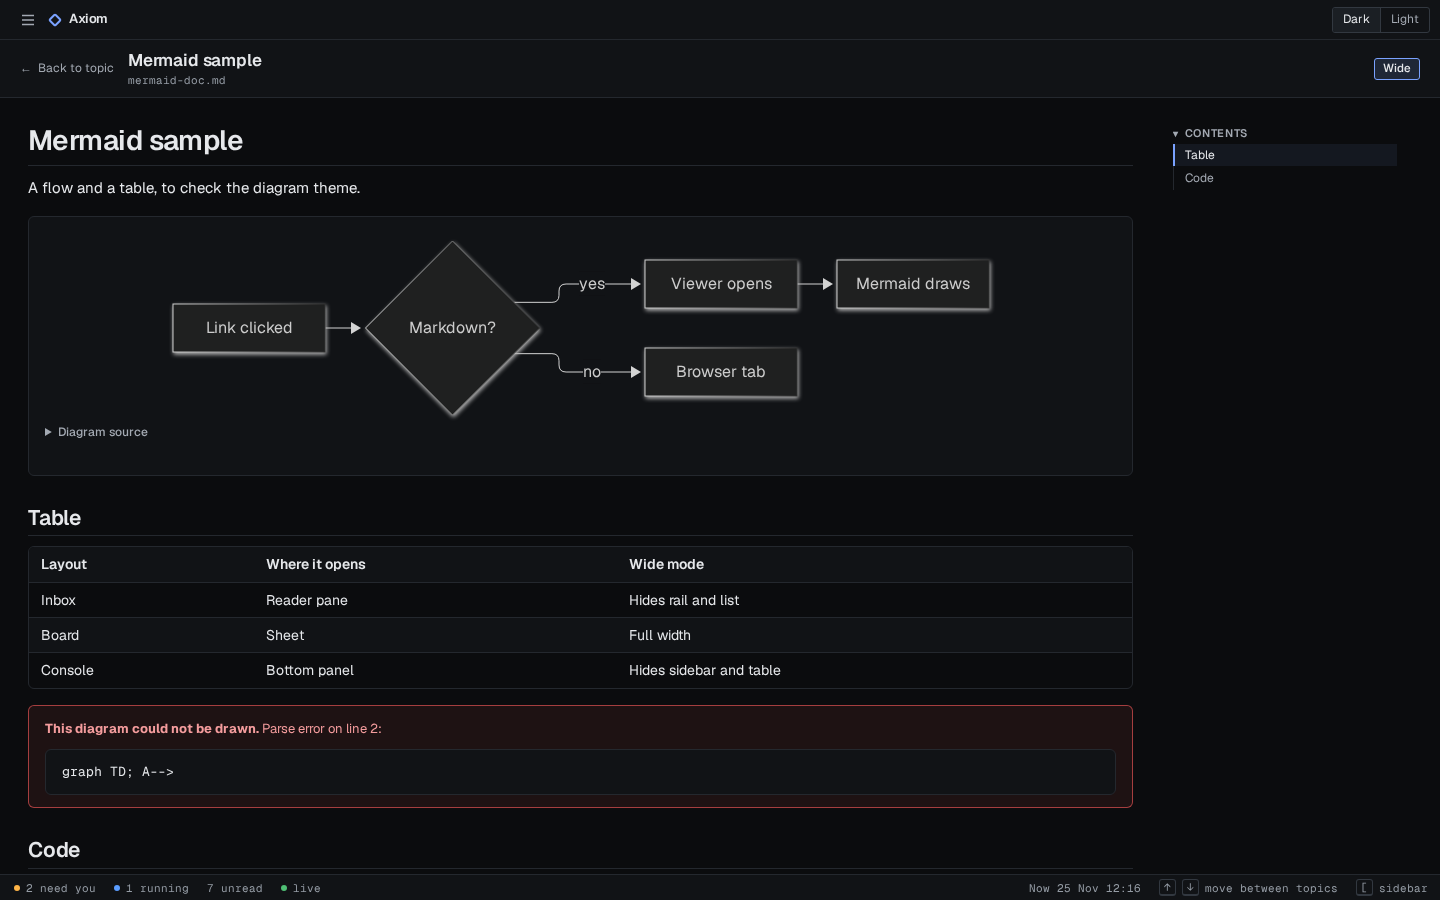 Axiom
Dark Light
← Back to topic
Mermaid sample
mermaid-doc.md
Wide
Mermaid sample
A flow and a table, to check the diagram theme.
Link clicked
Markdown?
yes
Viewer opens
Mermaid draws
no
Browser tab
Diagram source
CONTENTS
Table
Code
Table
Layout Where it opens Wide mode
Inbox Reader pane Hides rail and list
Board Sheet Full width
Console Bottom panel Hides sidebar and table
This diagram could not be drawn. Parse error on line 2:
graph TD; A-->
Code
2 need you 1 running 7 unread live Now 25 Nov 12:16 ↑ ↓ move between topics [ sidebar